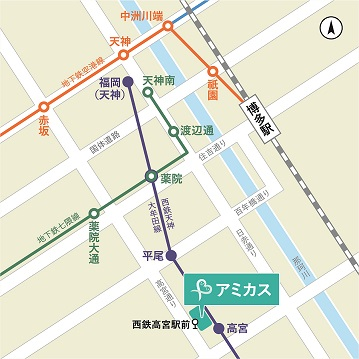 中洲川端
天神
地下鉄空港線
福岡
(天神)
天神南
祇園
博多駅
赤坂
国体道路
渡辺通
住吉通り
薬院
地下鉄七隈線
薬院大通
西鉄天神
大牟田線
百年橋通り
日赤通り
那珂川
平尾
高宮通り
アミカス
西鉄高宮駅前
高宮